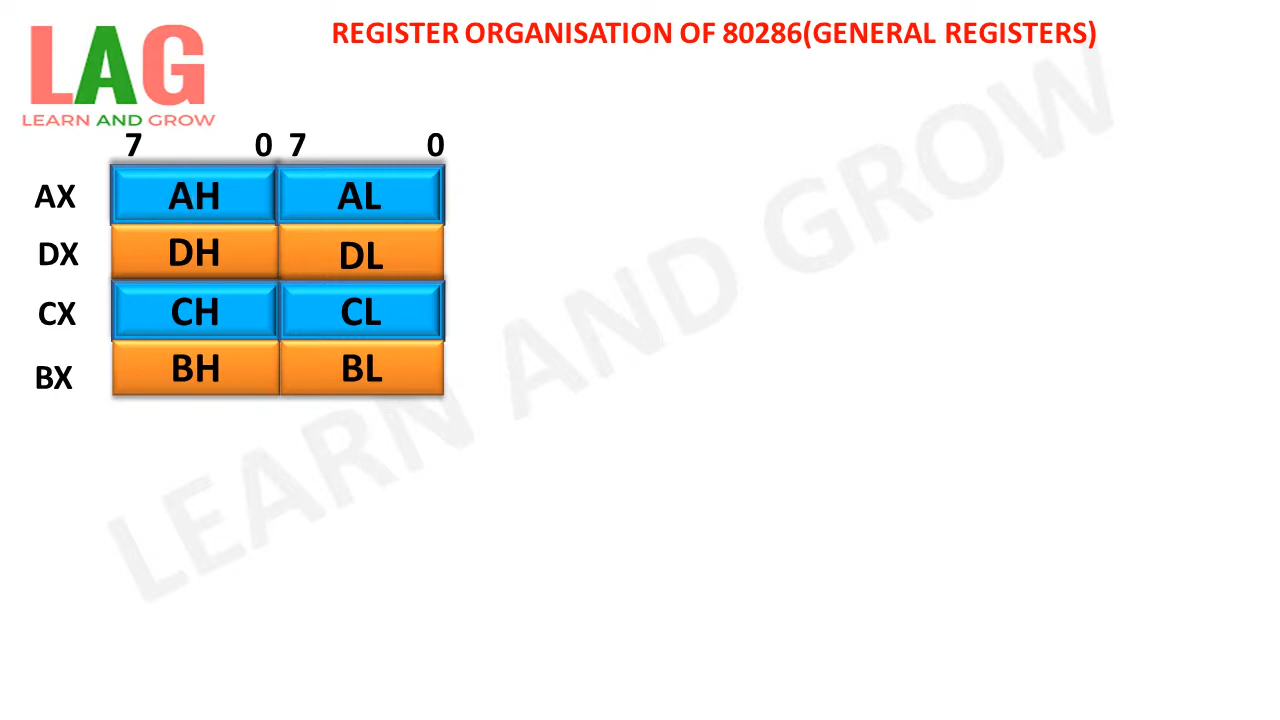 LAG
LEARN AND GROW
REGISTER ORGANISATION OF 80286(GENERAL REGISTERS)
7 0 7 0
AX AH AL
DX DH DL
CX CH CL
BX BH BL
LEARN AND GROW